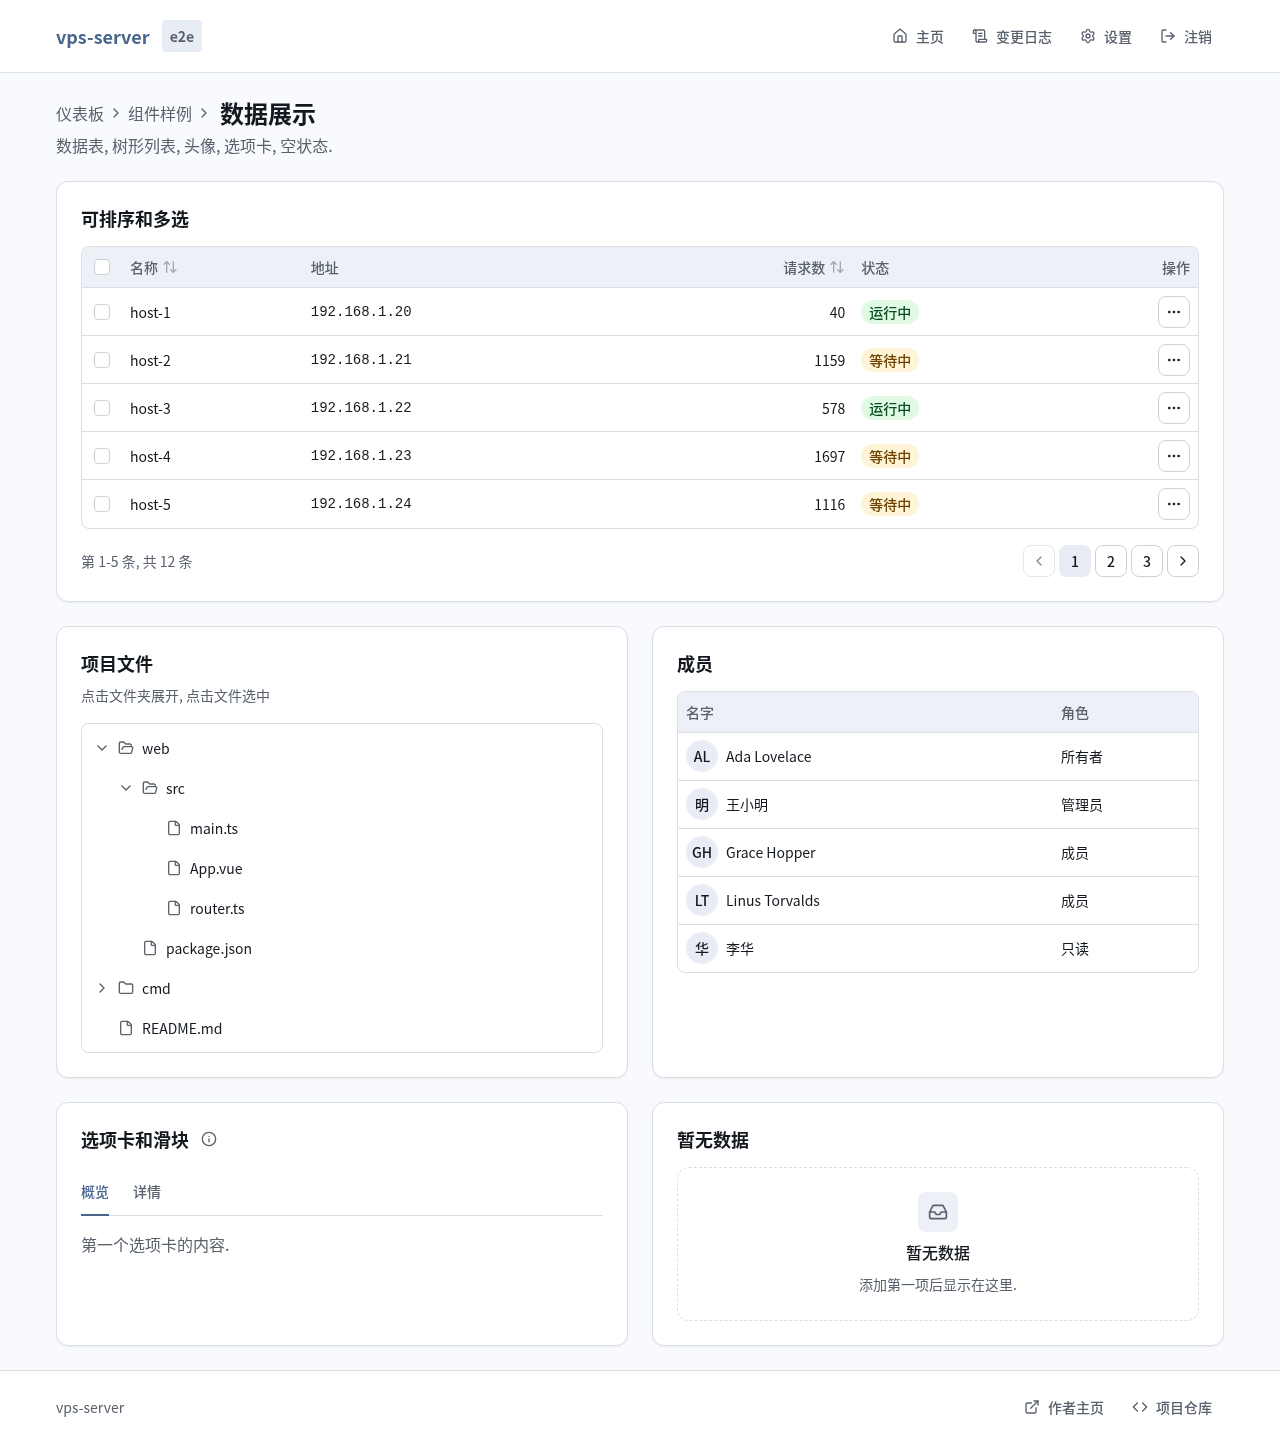 vps-server e2e 主页 变更日志 设置 注销
仪表板 组件样例 数据展示
数据表, 树形列表, 头像, 选项卡, 空状态.
可排序和多选
名称 地址 请求数 状态 操作
host-1 192.168.1.20 40 运行中
host-2 192.168.1.21 1159 等待中
host-3 192.168.1.22 578 运行中
host-4 192.168.1.23 1697 等待中
host-5 192.168.1.24 1116 等待中
第 1-5 条, 共 12 条 1 2 3
项目文件
点击文件夹展开, 点击文件选中
web
src
main.ts
App.vue
router.ts
package.json
cmd
README.md
成员
名字 角色
AL Ada Lovelace 所有者
明 王小明 管理员
GH Grace Hopper 成员
LT Linus Torvalds 成员
华 李华 只读
选项卡和滑块
概览 详情
第一个选项卡的内容.
暂无数据
暂无数据
添加第一项后显示在这里.
vps-server 作者主页 项目仓库